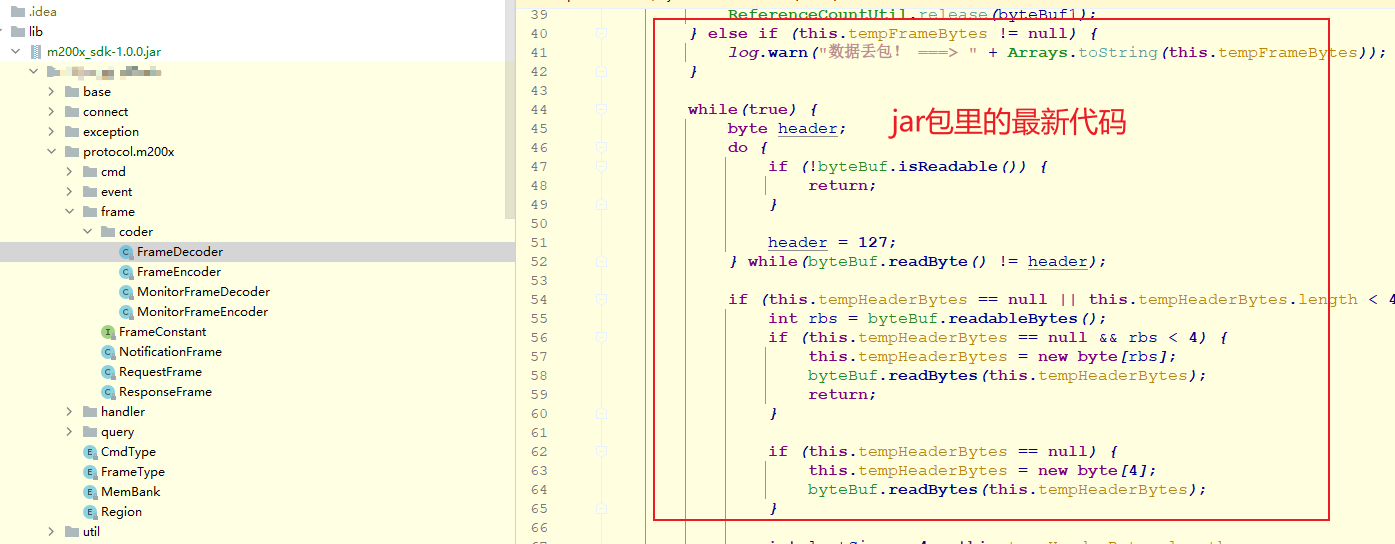 .idea
lib
m200x_sdk-1.0.0.jar
base
connect
exception
protocol.m200x
cmd
event
frame
coder
FrameDecoder
FrameEncoder
MonitorFrameDecoder
MonitorFrameEncoder
FrameConstant
NotificationFrame
RequestFrame
ResponseFrame
handler
query
CmdType
FrameType
MemBank
Region
util
39 ReferenceCountUtil.release(byteBuf1);
40 } else if (this.tempFrameBytes != null) {
41 log.warn("数据丢包! ===> " + Arrays.toString(this.tempFrameBytes));
42 }
43
44 while(true) {
45 byte header;
46 do {
47 if (!byteBuf.isReadable()) {
48 return;
49 }
50
51 header = 127;
52 } while(byteBuf.readByte() != header);
53
54 if (this.tempHeaderBytes == null || this.tempHeaderBytes.length < 4
55 int rbs = byteBuf.readableBytes();
56 if (this.tempHeaderBytes == null && rbs < 4) {
57 this.tempHeaderBytes = new byte[rbs];
58 byteBuf.readBytes(this.tempHeaderBytes);
59 return;
60 }
61
62 if (this.tempHeaderBytes == null) {
63 this.tempHeaderBytes = new byte[4];
64 byteBuf.readBytes(this.tempHeaderBytes);
65 }
66
jar包里的最新代码